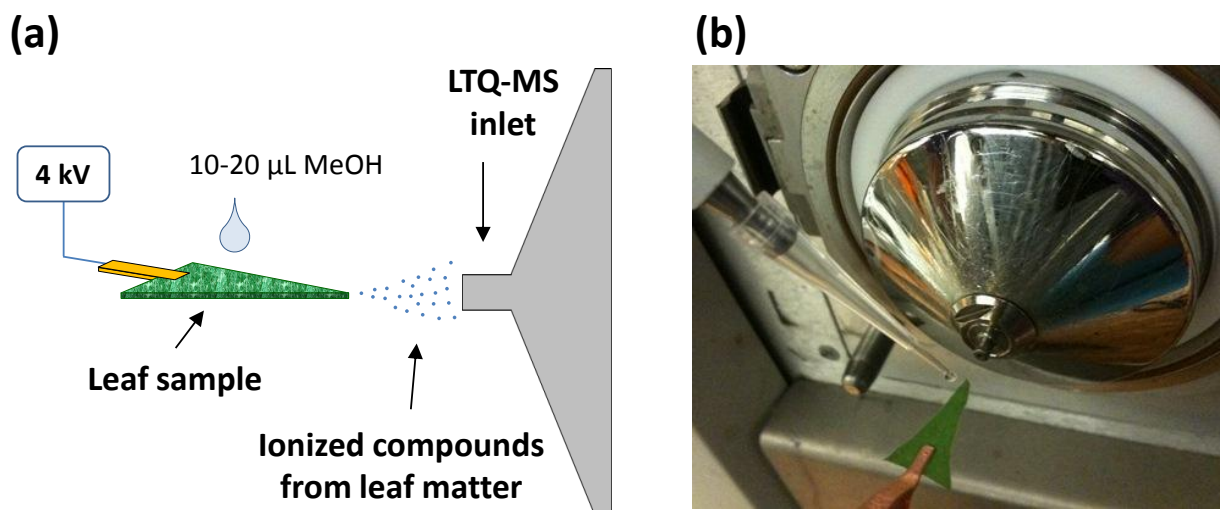 (a)
LTQ-MS
inlet
10-20 µL MeOH
4 kV
Leaf sample
Ionized compounds
from leaf matter
(b)